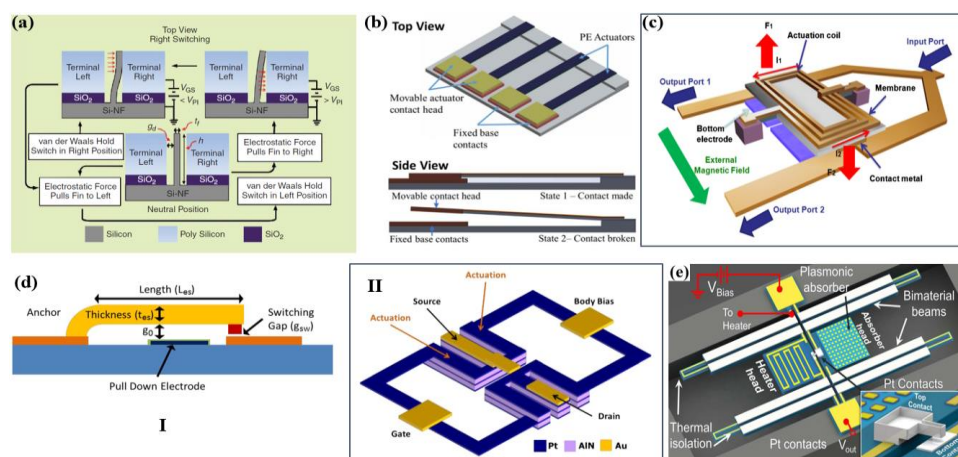 (a)
Top View
Right Switching
Terminal
Left
Terminal
Right
SiO2
SiO2
Si-NF
VGS
< VPI
Terminal
Left
Terminal
Right
SiO2
SiO2
Si-NF
VGS
> VPI
van der Waals Hold
Switch in Right Position
Electrostatic Force
Pulls Fin to Right
gd
tf
h
Terminal
Left
Terminal
Right
SiO2
SiO2
Si-NF
Electrostatic Force
Pulls Fin to Left
van der Waals Hold
Switch in Left Position
Neutral Position
Silicon
Poly Silicon
SiO2
(b)
Top View
PE Actuators
Movable actuator
contact head
Fixed base
contacts
Side View
Movable contact head
State 1 – Contact made
Fixed base contacts
State 2– Contact broken
(c)
F1
Actuation coil
I1
Input Port
Output Port 1
Membrane
Bottom
electrode
External
Magnetic Field
I2
F2
Contact metal
Output Port 2
(d)
Length (Les)
Anchor
Thickness (tes)
g0
Switching
Gap (gsw)
Pull Down Electrode
I
II
Source
Actuation
Actuation
Body Bias
Gate
Drain
Pt
AlN
Au
(e)
VBias
To
Heater
Plasmonic
absorber
Bimaterial
beams
Absorber
head
Heater
head
Pt Contacts
Top
Contact
Thermal
isolation
Pt contacts
Vout